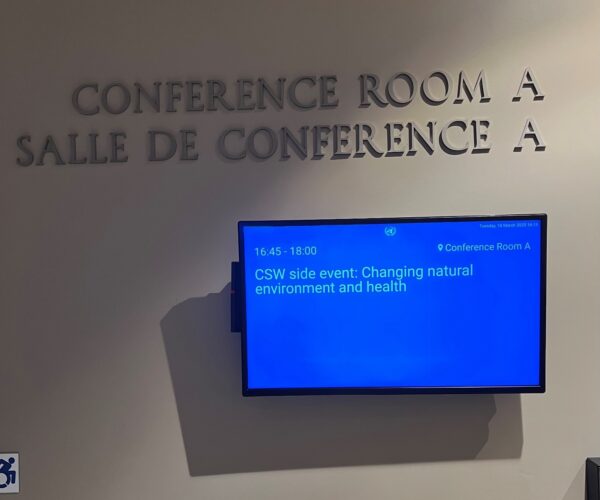 CONFERENCE ROOM A
SALLE DE CONFERENCE A
16:45 - 18:00
Conference Room A
CSW side event: Changing natural
environment and health